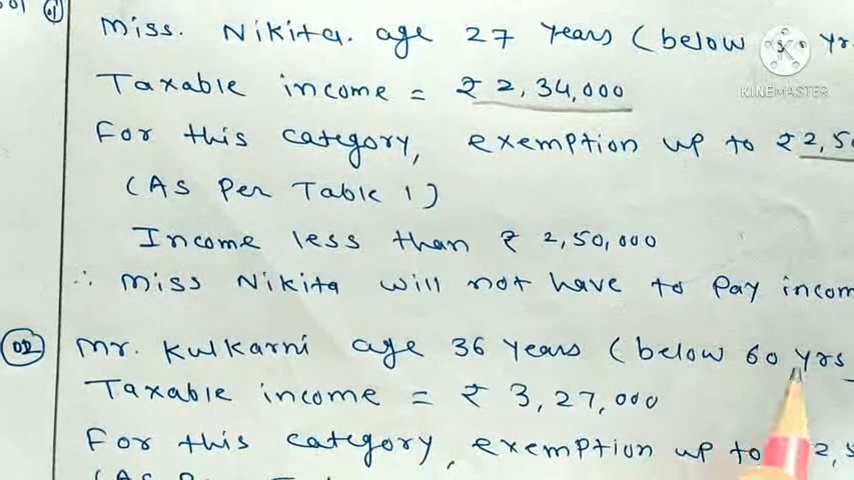 01
Miss. Nikita. age 27 years (below yr
Taxable income = ₹ 2,34,000
KINEMASTER
For this category, exemption up to ₹ 2,50
(As Per Table 1)
Income less than ₹ 2,50,000
∴ Miss Nikita will not have to pay incom
02 Mr. Kulkarni age 36 years (below 60 yrs
Taxable income = ₹ 3,27,000
For this category, exemption up to 2,5